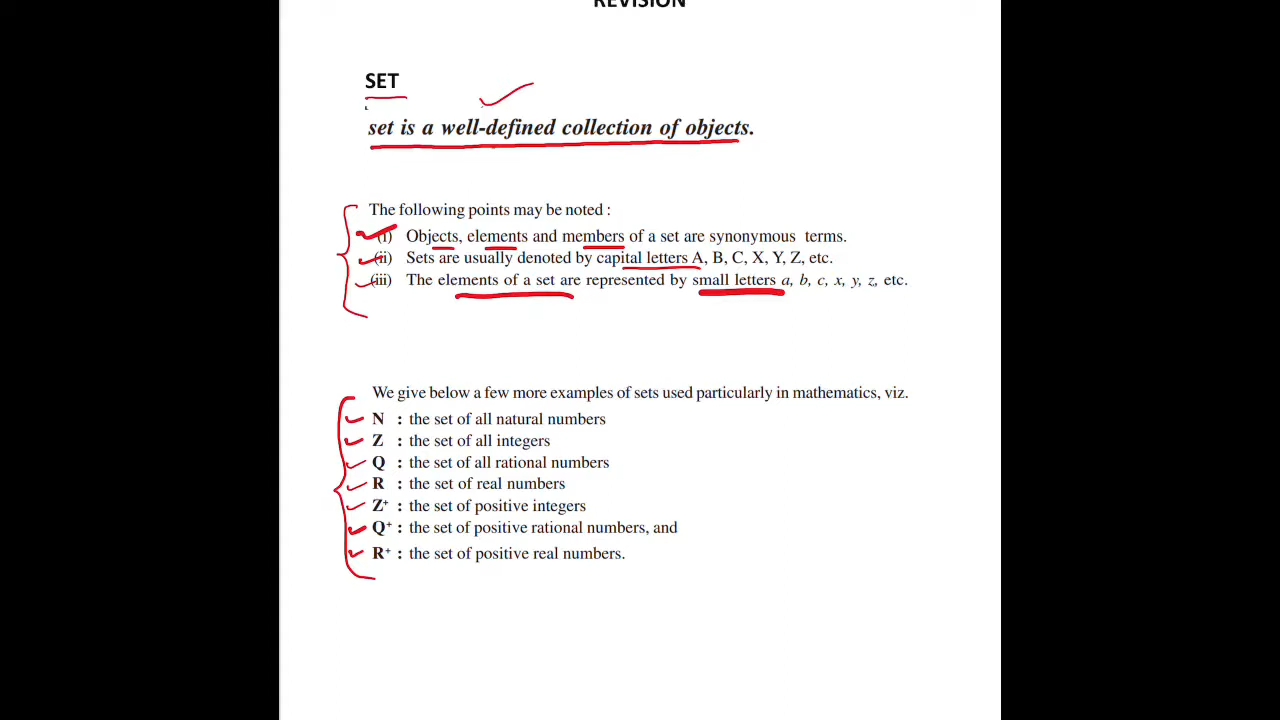 REVISION
SET
set is a well-defined collection of objects.
The following points may be noted :
(i) Objects, elements and members of a set are synonymous terms.
(ii) Sets are usually denoted by capital letters A, B, C, X, Y, Z, etc.
(iii) The elements of a set are represented by small letters a, b, c, x, y, z, etc.
We give below a few more examples of sets used particularly in mathematics, viz.
N : the set of all natural numbers
Z : the set of all integers
Q : the set of all rational numbers
R : the set of real numbers
Z⁺ : the set of positive integers
Q⁺ : the set of positive rational numbers, and
R⁺ : the set of positive real numbers.